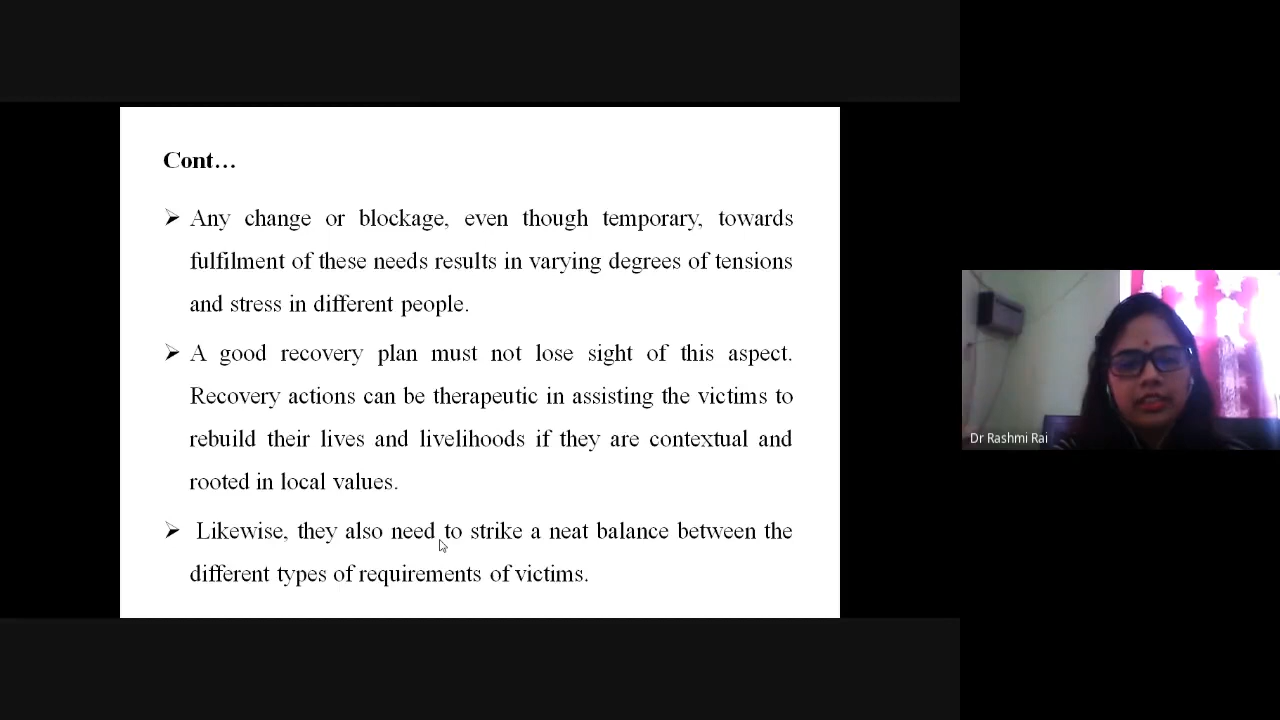 Cont…
➢ Any change or blockage, even though temporary, towards
fulfilment of these needs results in varying degrees of tensions
and stress in different people.
➢ A good recovery plan must not lose sight of this aspect.
Recovery actions can be therapeutic in assisting the victims to
rebuild their lives and livelihoods if they are contextual and
rooted in local values.
➢ Likewise, they also need to strike a neat balance between the
different types of requirements of victims.
Dr Rashmi Rai